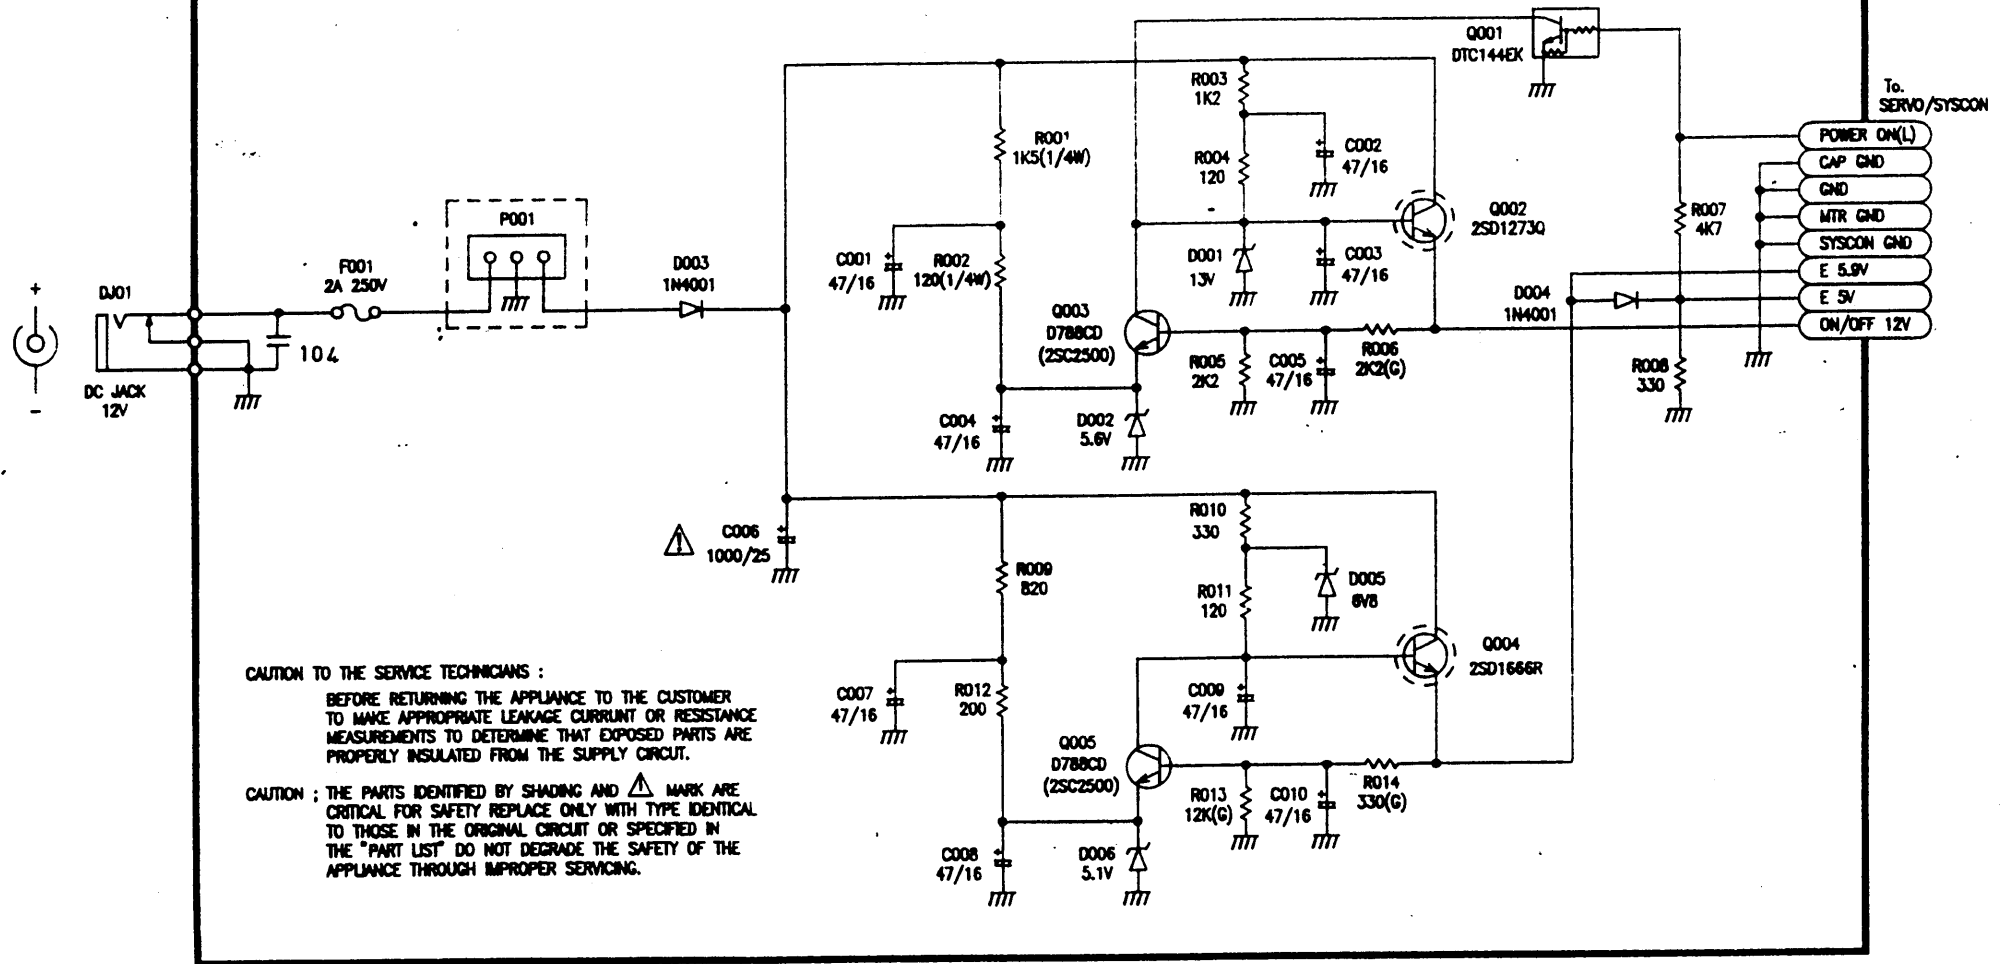 Q001
DTC144EK
To.
SERVO/SYSCON
R003
1K2
R001
1K5(1/4W)
C002
47/16
R004
120
POWER ON(L)
CAP GND
GND
MTR GND
SYSCON GND
E 5.9V
E 5V
ON/OFF 12V
P001
Q002
2SD1273Q
R007
4K7
C001
47/16
R002
120(1/4W)
D001
13V
C003
47/16
F001
2A 250V
D003
1N4001
D004
1N4001
+
DJ01
104
Q003
D788CD
(2SC2500)
R005
2K2
C005
47/16
R006
2K2(G)
R008
330
DC JACK
12V
-
C004
47/16
D002
5.6V
C006
1000/25
R010
330
R009
820
R011
120
D005
6V8
Q004
2SD1666R
CAUTION TO THE SERVICE TECHNICIANS :
BEFORE RETURNING THE APPLIANCE TO THE CUSTOMER
TO MAKE APPROPRIATE LEAKAGE CURRUNT OR RESISTANCE
MEASUREMENTS TO DETERMINE THAT EXPOSED PARTS ARE
PROPERLY INSULATED FROM THE SUPPLY CIRCUT.
C007
47/16
R012
200
C009
47/16
Q005
D788CD
(2SC2500)
R013
12K(G)
C010
47/16
R014
330(G)
CAUTION ; THE PARTS IDENTIFIED BY SHADING AND ⚠ MARK ARE
CRITICAL FOR SAFETY REPLACE ONLY WITH TYPE IDENTICAL
TO THOSE IN THE ORIGINAL CIRCUIT OR SPECIFIED IN
THE "PART LIST" DO NOT DEGRADE THE SAFETY OF THE
APPLIANCE THROUGH IMPROPER SERVICING.
C008
47/16
D006
5.1V